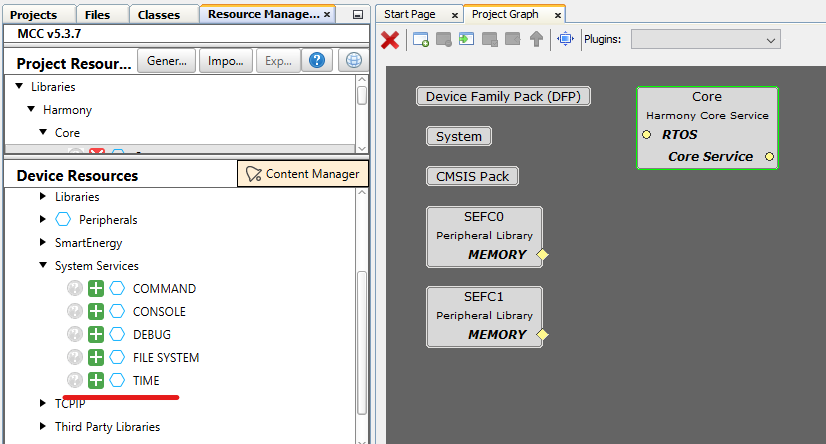 Projects
Files
Classes
Resource Manage...
MCC v5.3.7
Project Resour...
Gener...
Impo...
Exp...
Libraries
Harmony
Core
Device Resources
Content Manager
Libraries
Peripherals
SmartEnergy
System Services
COMMAND
CONSOLE
DEBUG
FILE SYSTEM
TIME
TCPIP
Third Party Libraries
Start Page
Project Graph
Plugins:
Device Family Pack (DFP)
System
CMSIS Pack
SEFC0
Peripheral Library
MEMORY
SEFC1
Peripheral Library
MEMORY
Core
Harmony Core Service
RTOS
Core Service